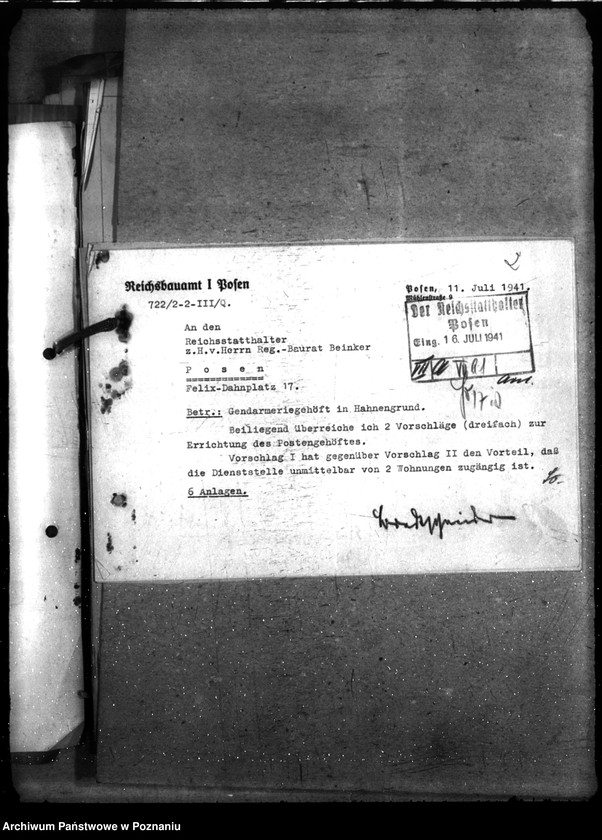 2
Reichsbauamt I Posen
722/2-2-III/Q.
Posen, 11. Juli 1941.
Mühlenstraße 9
Der Reichsstatthalter
Posen
Eing. 16. JULI 1941
An den
Reichsstatthalter
z.H.v.Herrn Reg.-Baurat Beinker
P o s e n
==============
Felix-Dahnplatz 17.
Betr.: Gendarmeriegehöft in Hahnengrund.
Beiliegend überreiche ich 2 Vorschläge (dreifach) zur
Errichtung des Postengehöftes.
Vorschlag I hat gegenüber Vorschlag II den Vorteil, daß
die Dienststelle unmittelbar von 2 Wohnungen zugängig ist.
6 Anlagen.
Archiwum Państwowe w Poznaniu